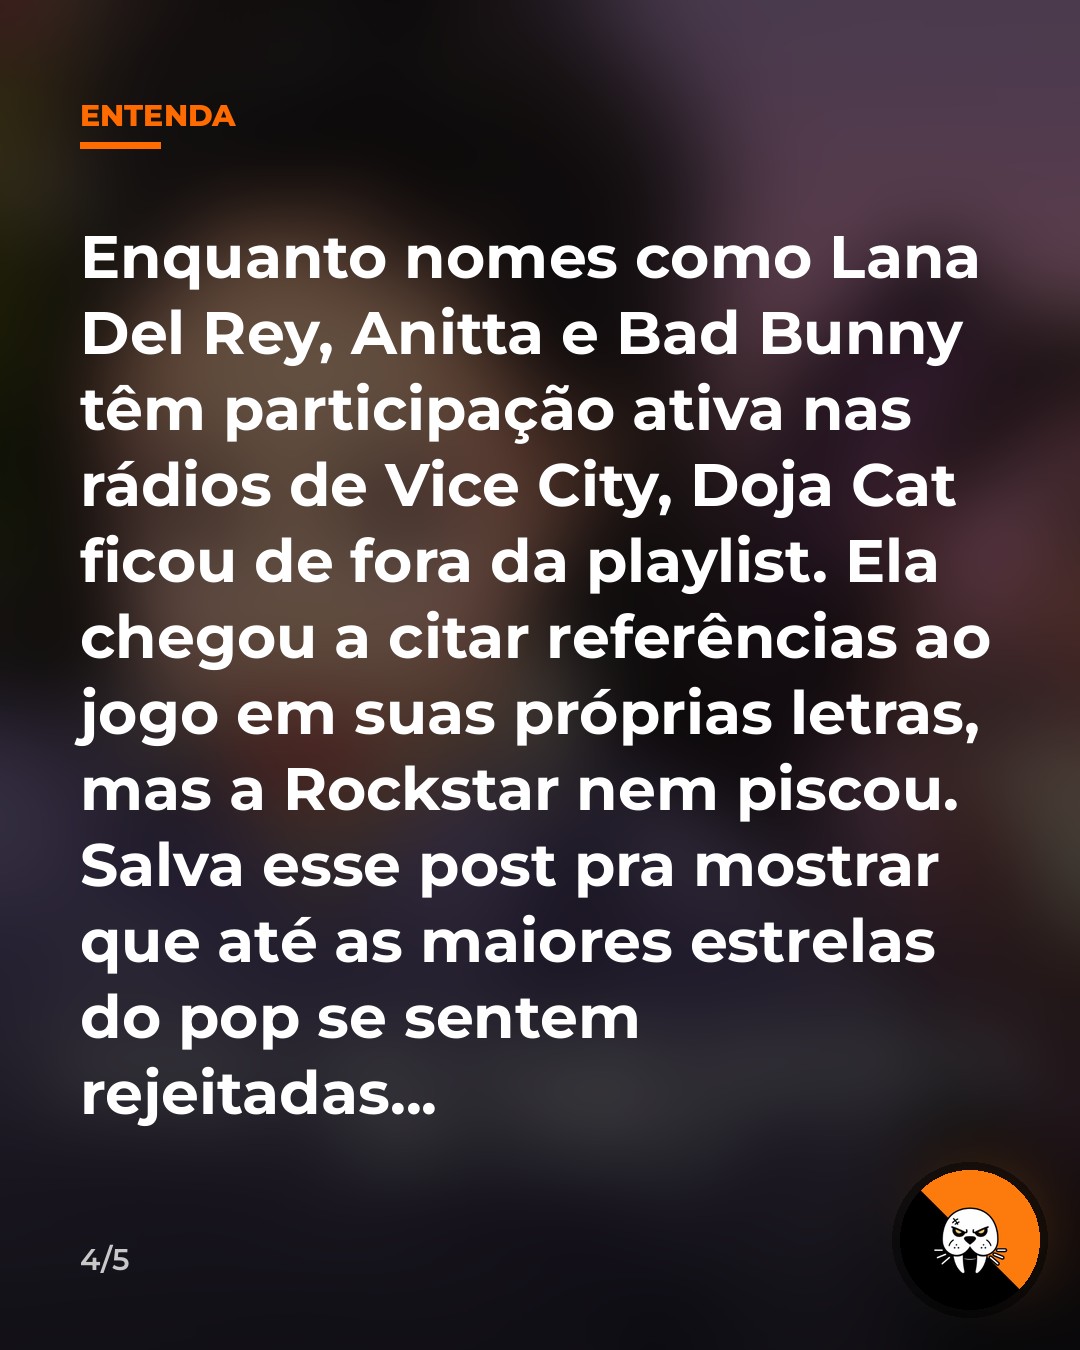 ENTENDA
Enquanto nomes como Lana
Del Rey, Anitta e Bad Bunny
têm participação ativa nas
rádios de Vice City, Doja Cat
ficou de fora da playlist. Ela
chegou a citar referências ao
jogo em suas próprias letras,
mas a Rockstar nem piscou.
Salva esse post pra mostrar
que até as maiores estrelas
do pop se sentem
rejeitadas...
4/5